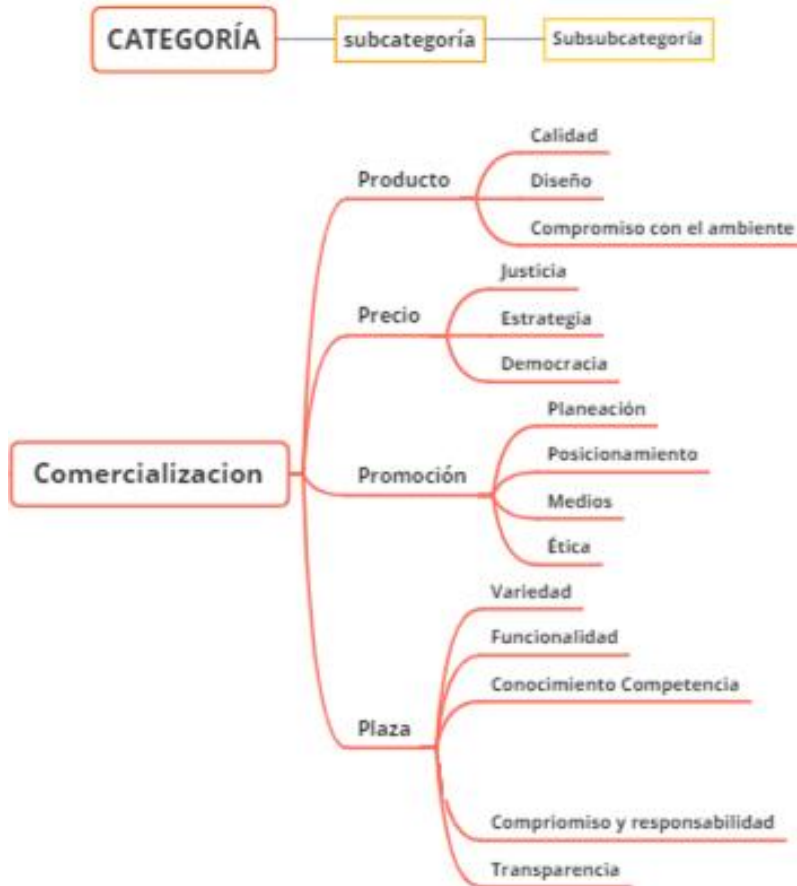 CATEGORÍA
subcategoría
Subsubcategoría
Comercializacion
Producto
Calidad
Diseño
Compromiso con el ambiente
Precio
Justicia
Estrategia
Democracia
Promoción
Planeación
Posicionamiento
Medios
Ética
Plaza
Variedad
Funcionalidad
Conocimiento Competencia
Compriomiso y responsabilidad
Transparencia